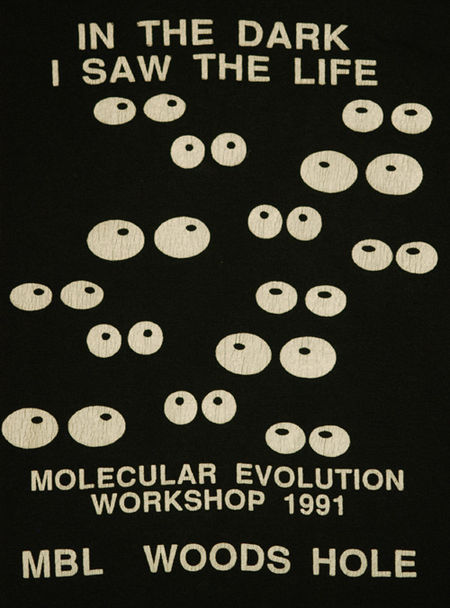 IN THE DARK
I SAW THE LIFE
MOLECULAR EVOLUTION
WORKSHOP 1991
MBL WOODS HOLE